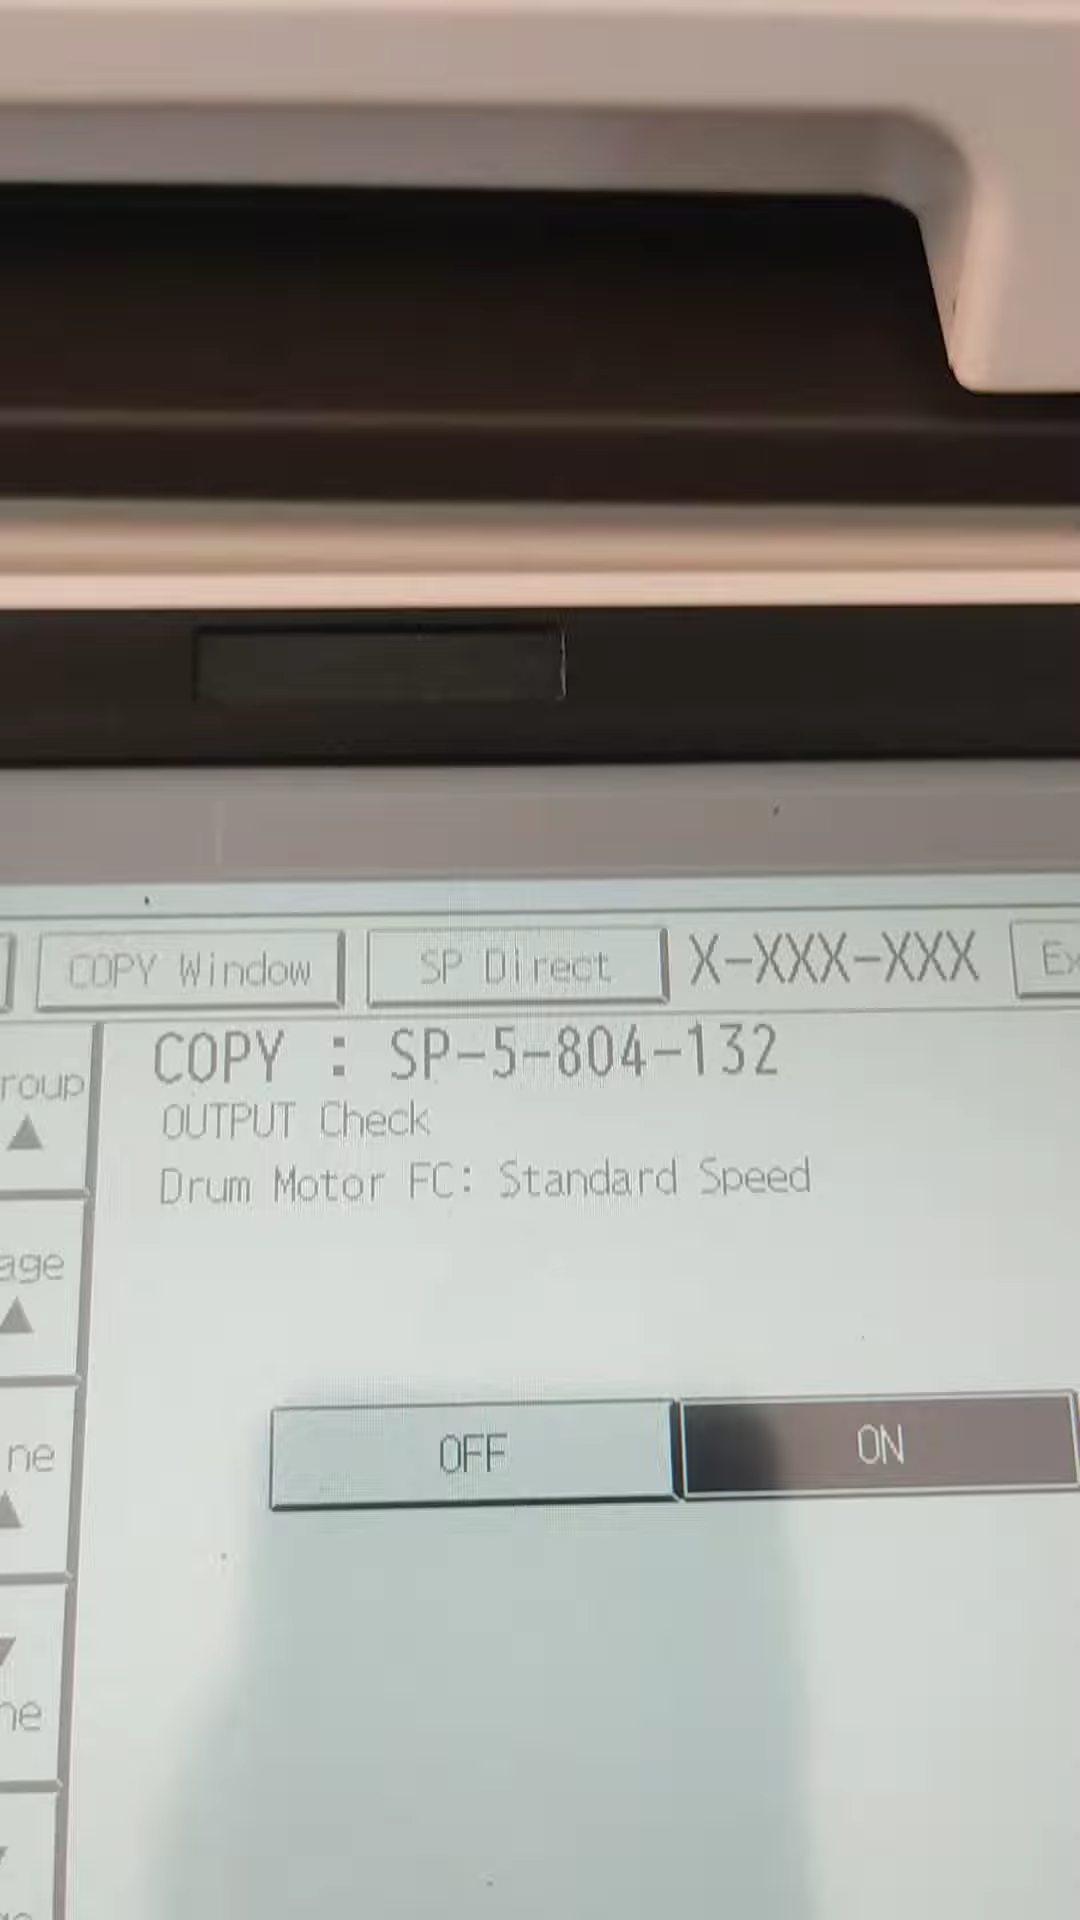 COPY Window SP Direct X-XXX-XXX
COPY : SP-5-804-132
OUTPUT Check
Drum Motor FC: Standard Speed
OFF ON